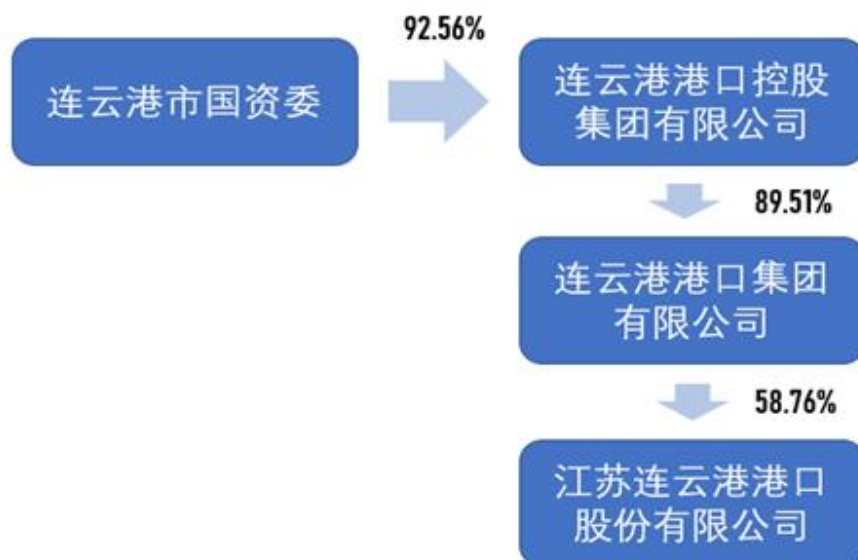 92.56%
连云港市国资委
连云港港口控股
集团有限公司
89.51%
连云港港口集团
有限公司
58.76%
江苏连云港港口
股份有限公司